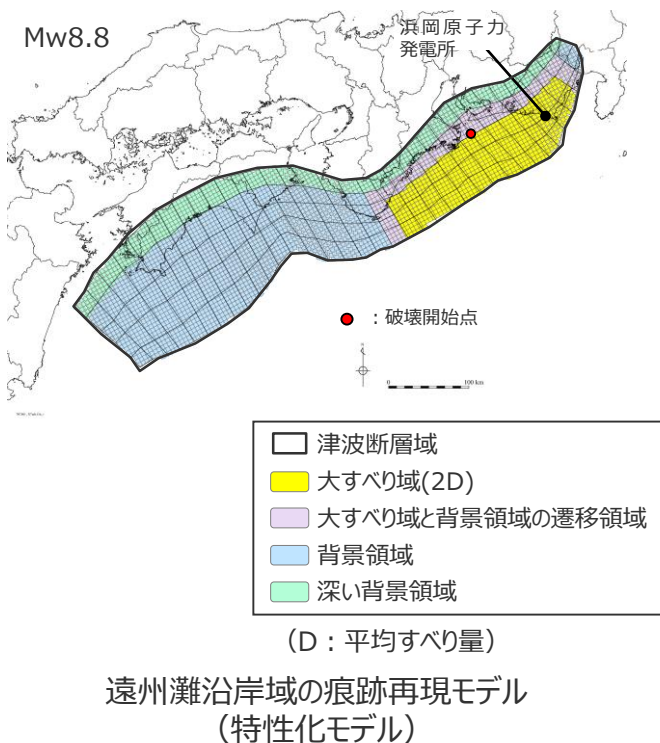 Mw8.8
浜岡原子力
発電所
：破壊開始点
0 100 km
津波断層域
大すべり域(2D)
大すべり域と背景領域の遷移領域
背景領域
深い背景領域
（D：平均すべり量）
遠州灘沿岸域の痕跡再現モデル
（特性化モデル）